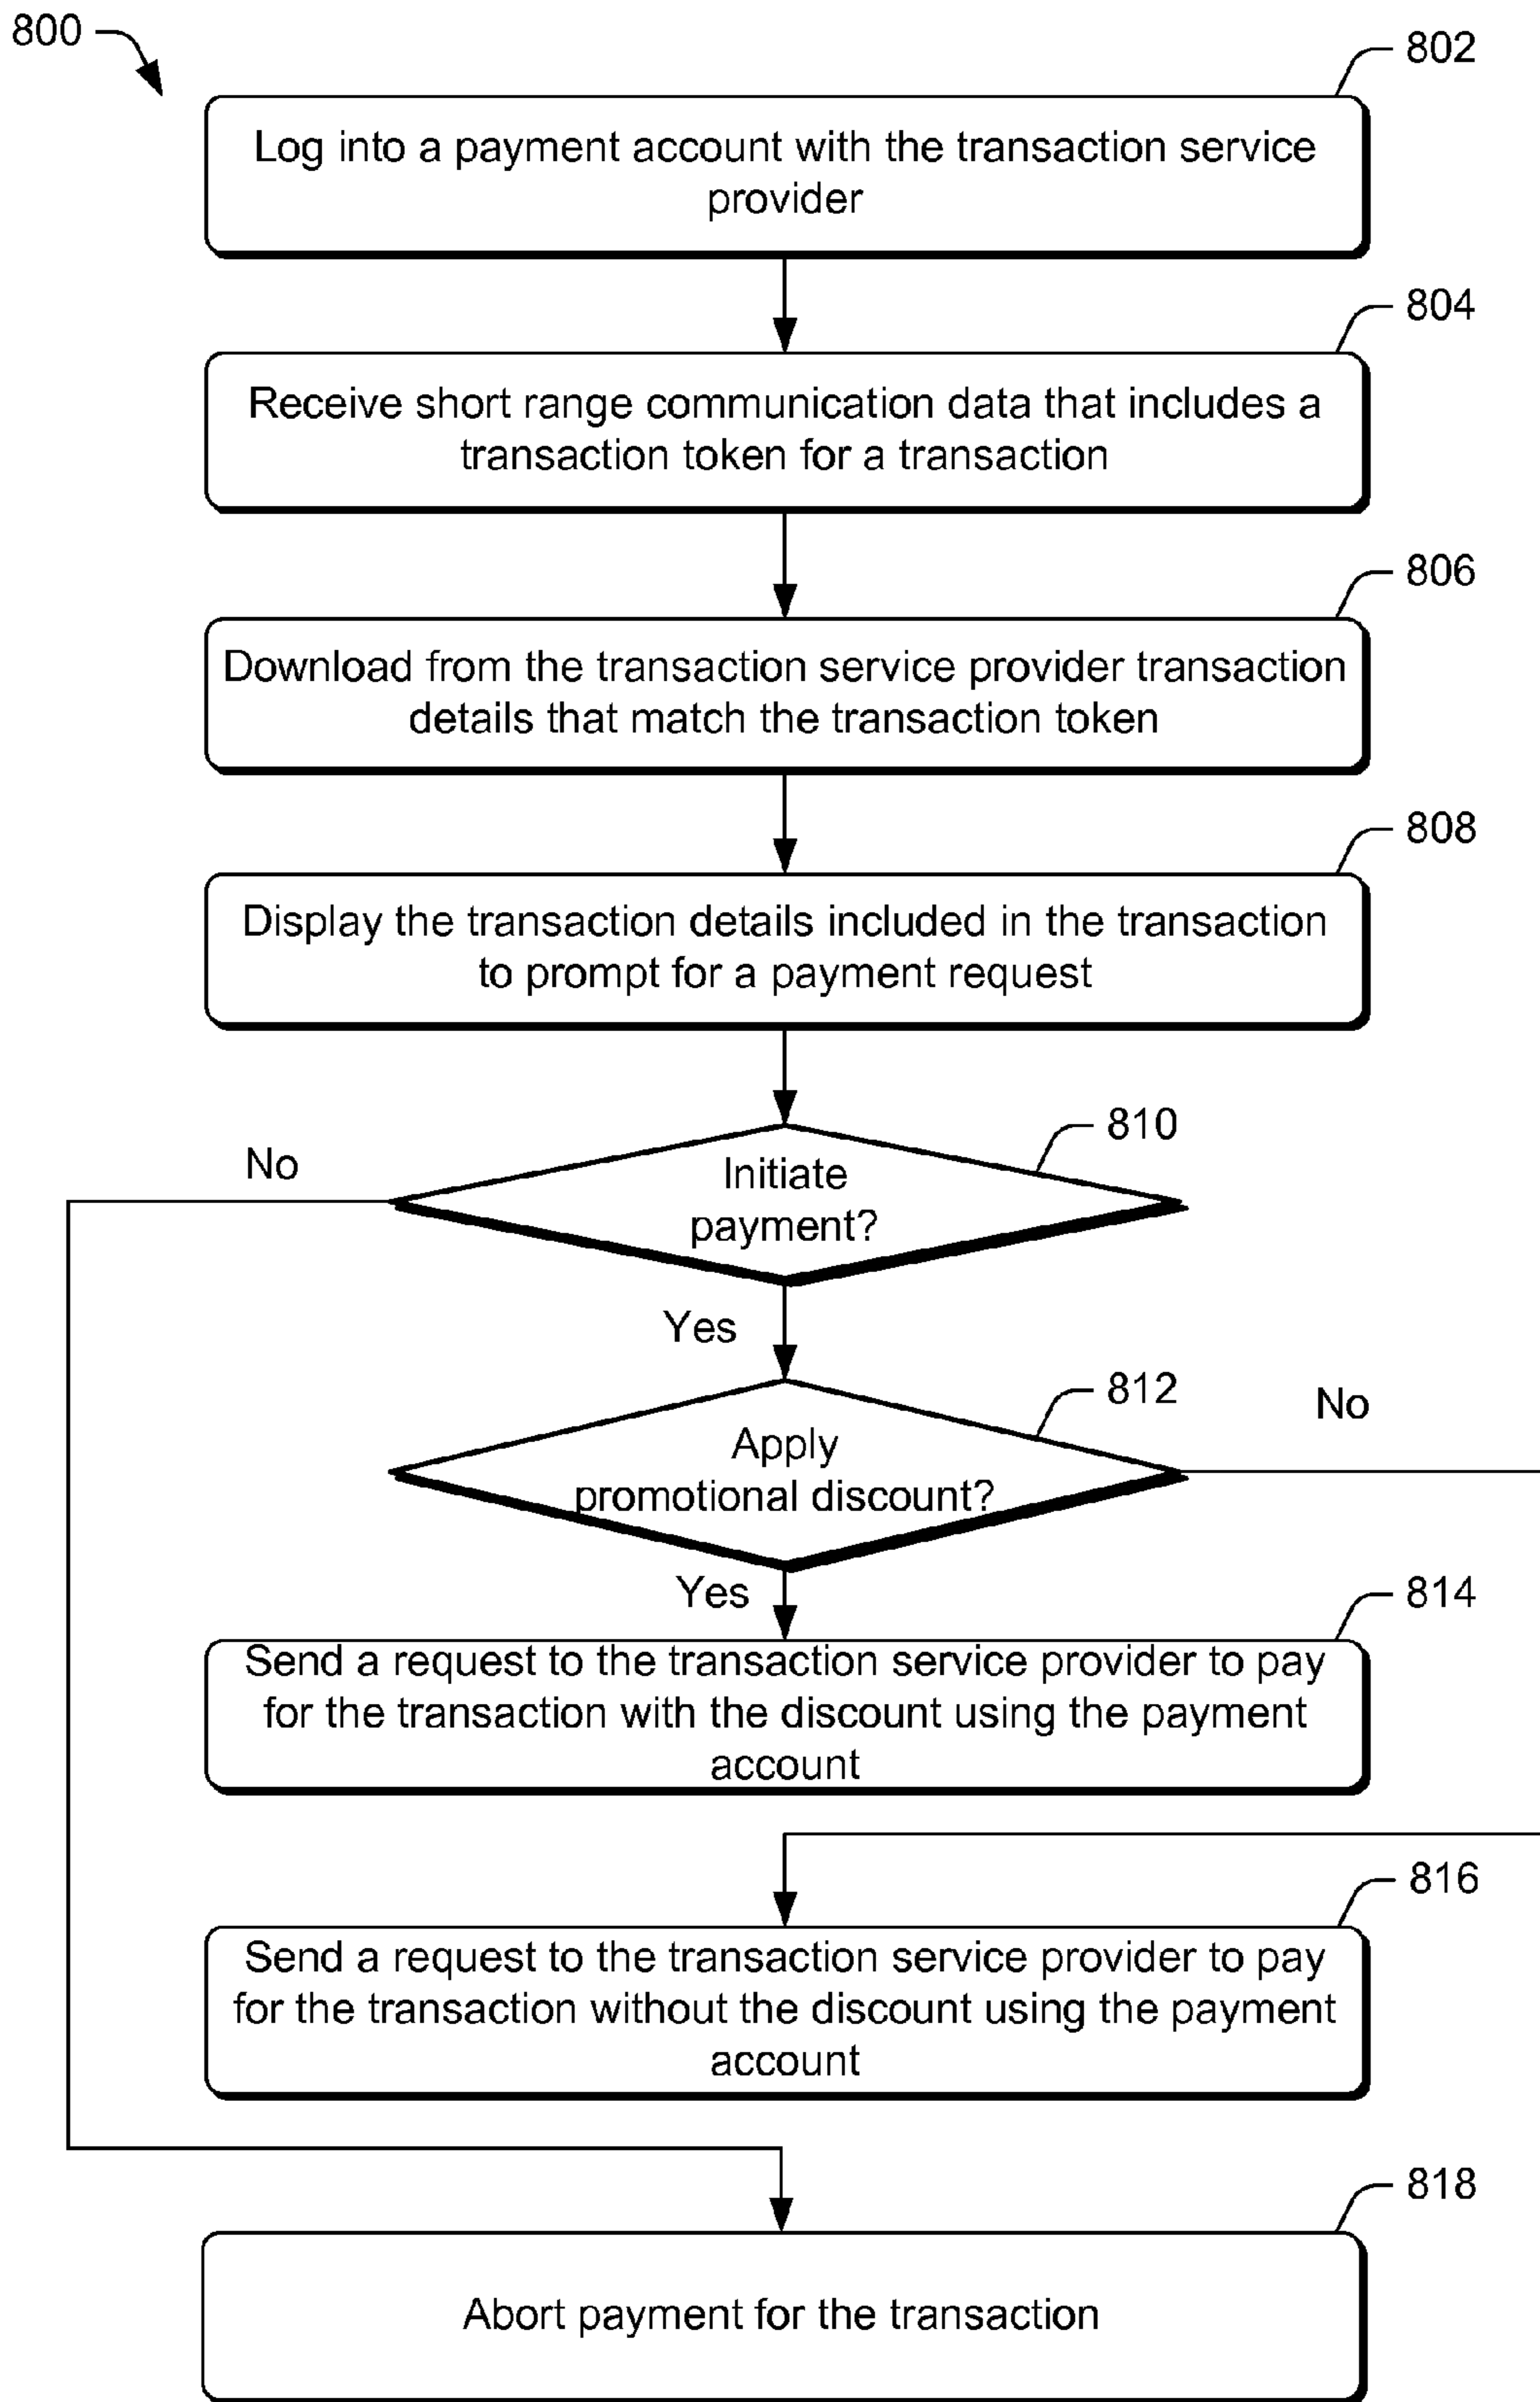 800
802
Log into a payment account with the transaction service
provider
804
Receive short range communication data that includes a
transaction token for a transaction
806
Download from the transaction service provider transaction
details that match the transaction token
808
Display the transaction details included in the transaction
to prompt for a payment request
810
No
Initiate
payment?
Yes
812
No
Apply
promotional discount?
Yes
814
Send a request to the transaction service provider to pay
for the transaction with the discount using the payment
account
816
Send a request to the transaction service provider to pay
for the transaction without the discount using the payment
account
818
Abort payment for the transaction